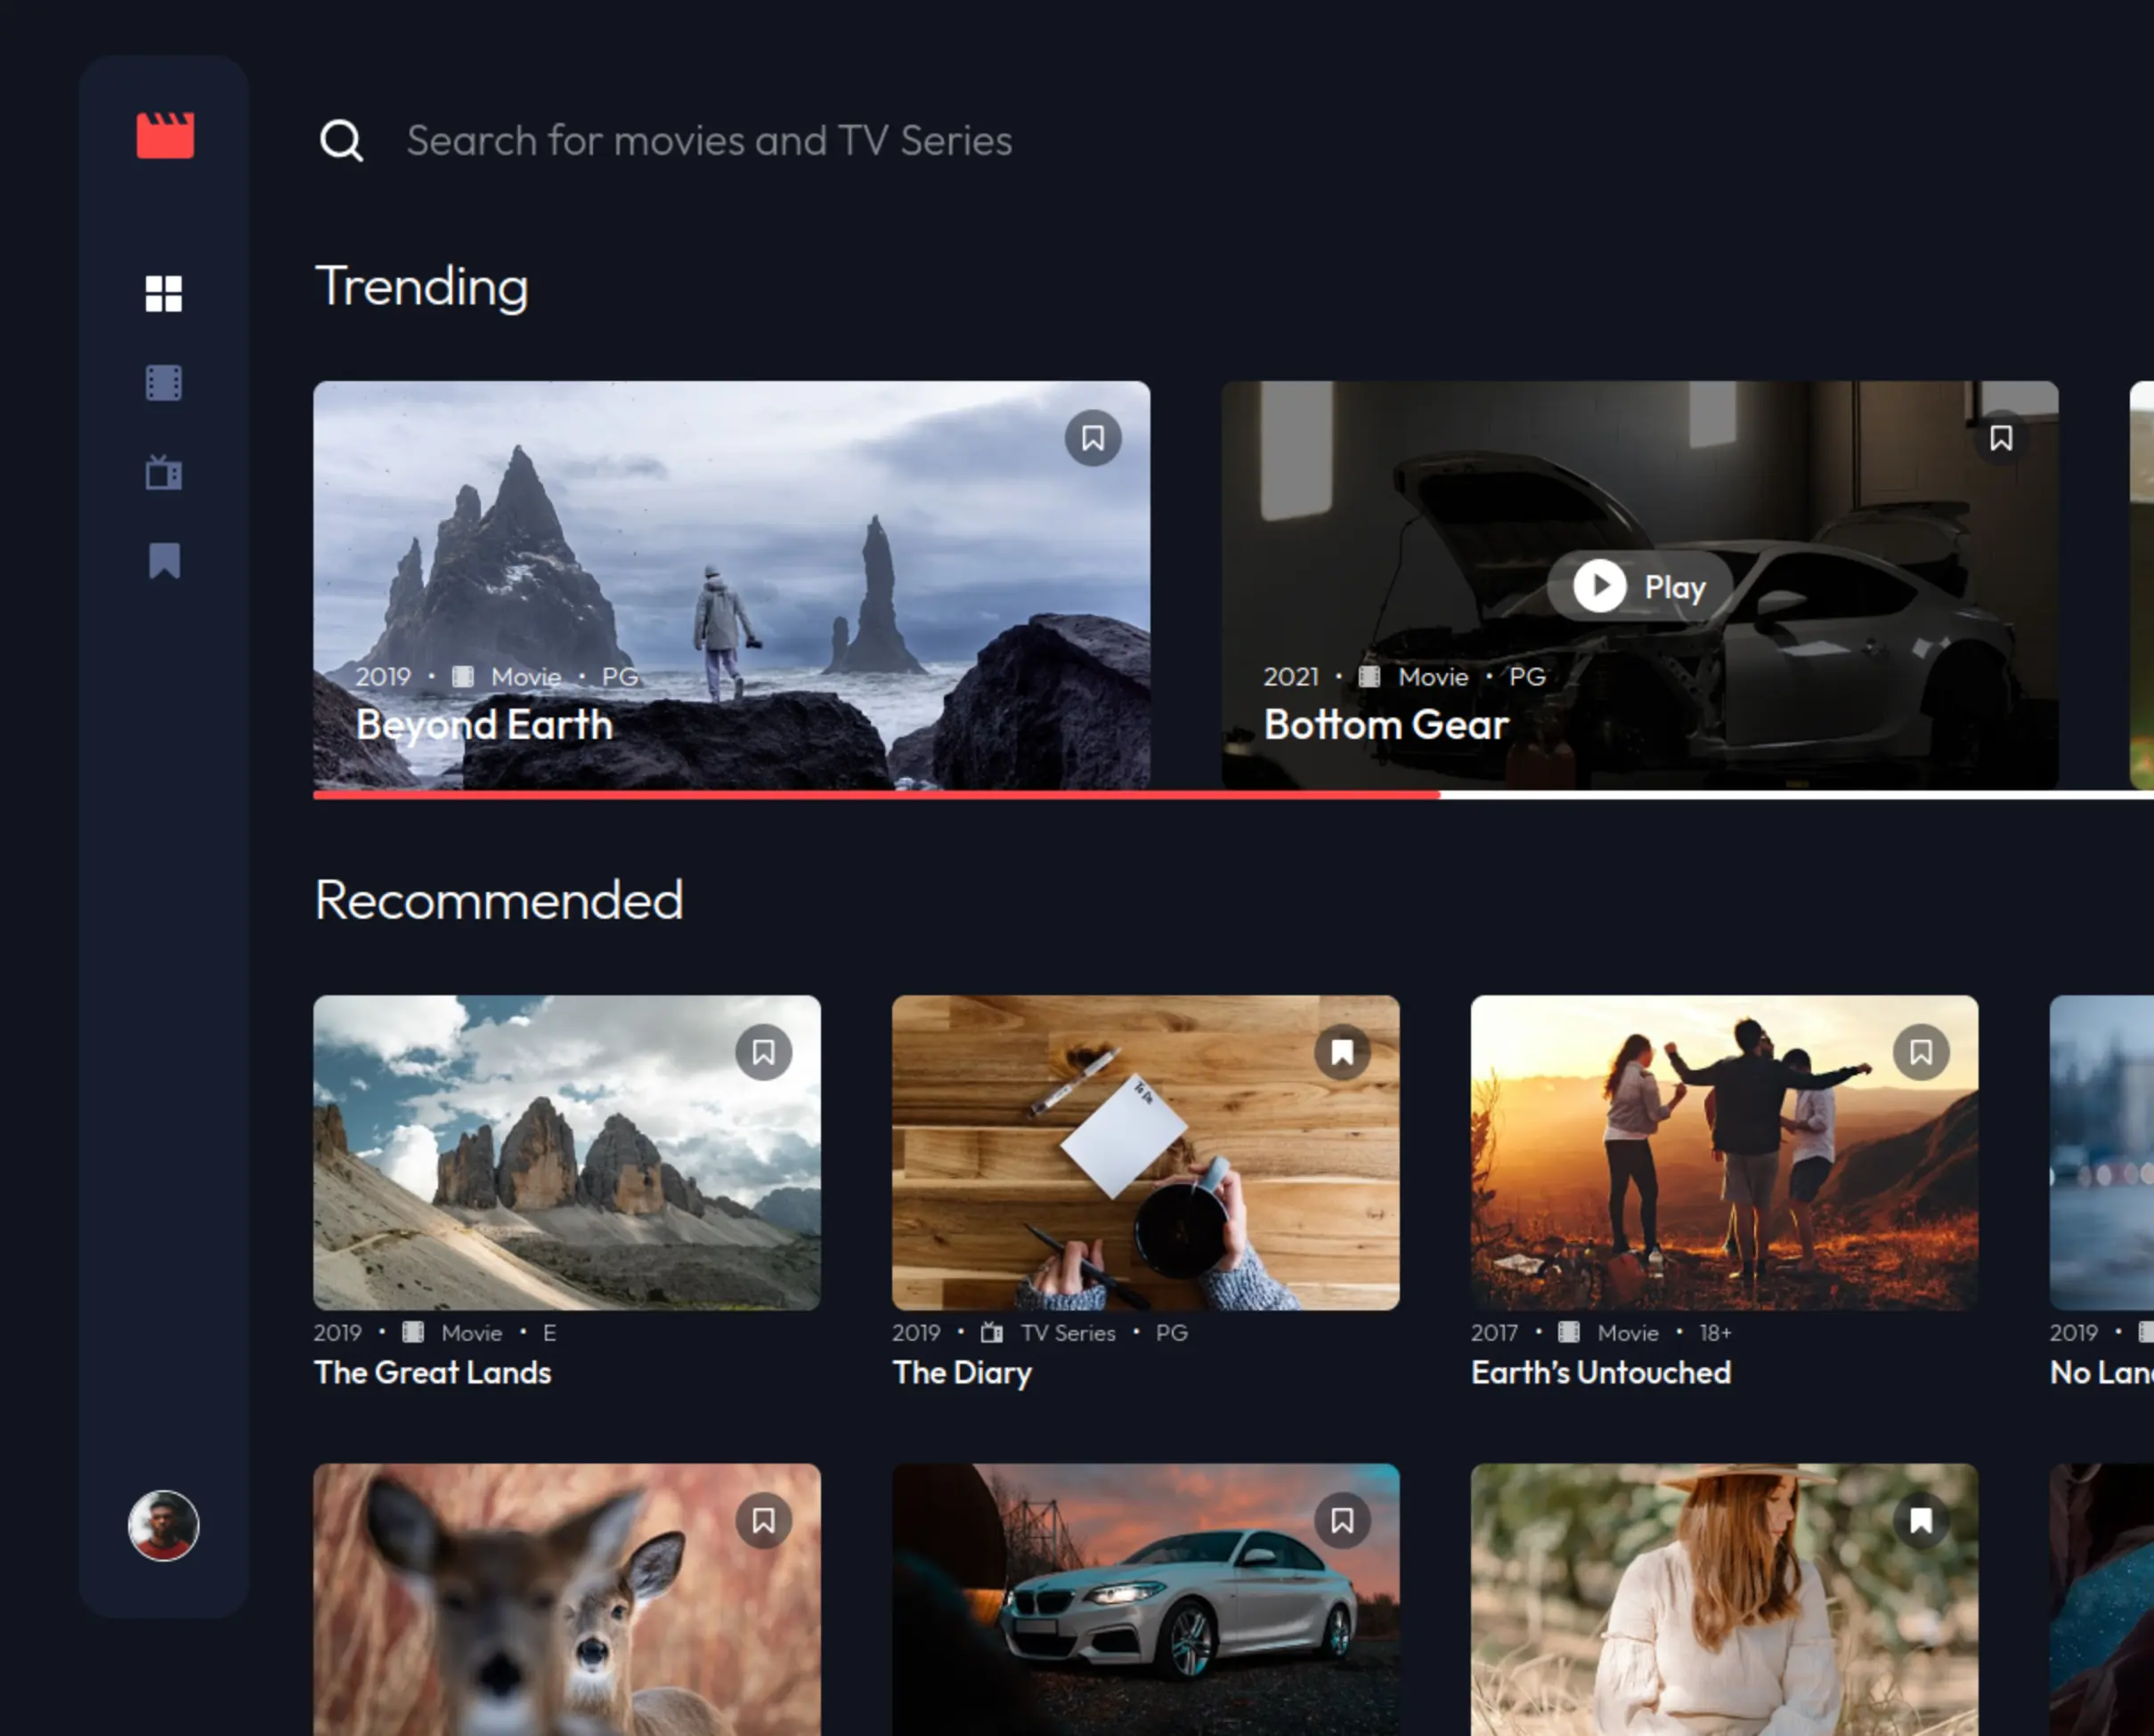 Search for movies and TV Series
Trending
2019 • Movie • PG
Beyond Earth
Play
2021 • Movie • PG
Bottom Gear
Recommended
To Do
2019 • Movie • E
The Great Lands
2019 • TV Series • PG
The Diary
2017 • Movie • 18+
Earth's Untouched
2019 •
No Lan